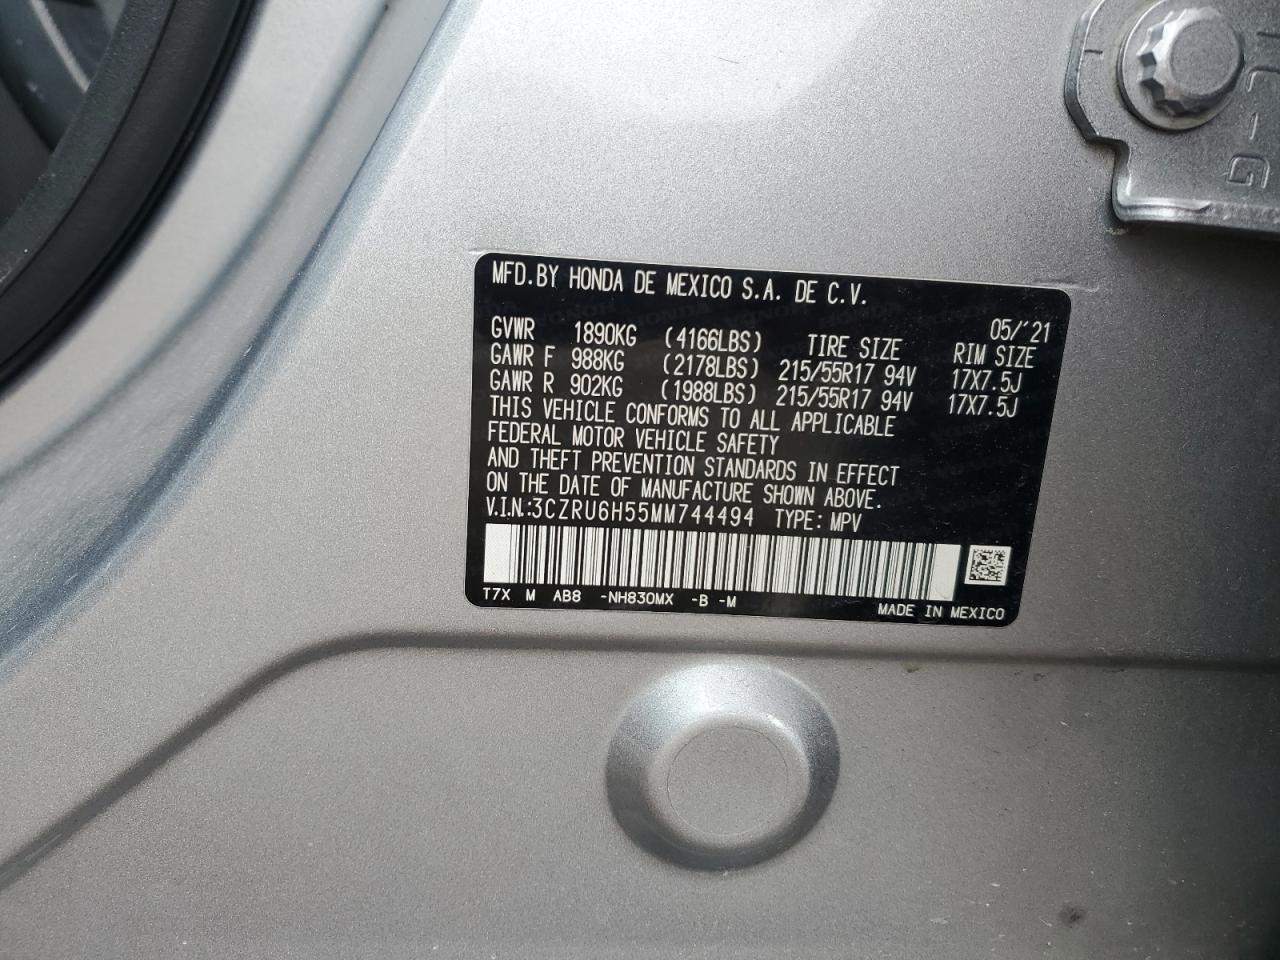 MFD.BY HONDA DE MEXICO S.A. DE C.V.
05/'21
GVWR 1890KG (4166LBS) TIRE SIZE RIM SIZE
GAWR F 988KG (2178LBS) 215/55R17 94V 17X7.5J
GAWR R 902KG (1988LBS) 215/55R17 94V 17X7.5J
THIS VEHICLE CONFORMS TO ALL APPLICABLE
FEDERAL MOTOR VEHICLE SAFETY
AND THEFT PREVENTION STANDARDS IN EFFECT
ON THE DATE OF MANUFACTURE SHOWN ABOVE.
V.I.N.:3CZRU6H55MM744494 TYPE: MPV
T7X M AB8 -NH830MX -B -M
MADE IN MEXICO